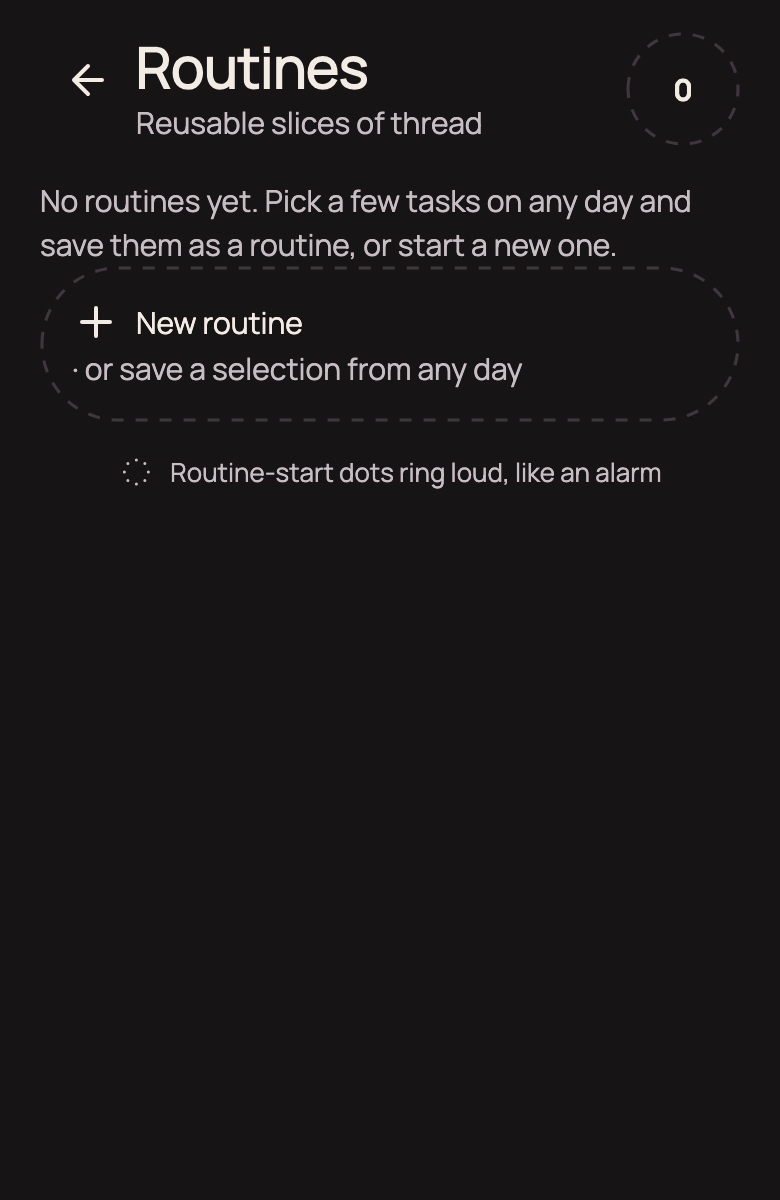 Routines
0
Reusable slices of thread
No routines yet. Pick a few tasks on any day and
save them as a routine, or start a new one.
New routine
· or save a selection from any day
Routine-start dots ring loud, like an alarm